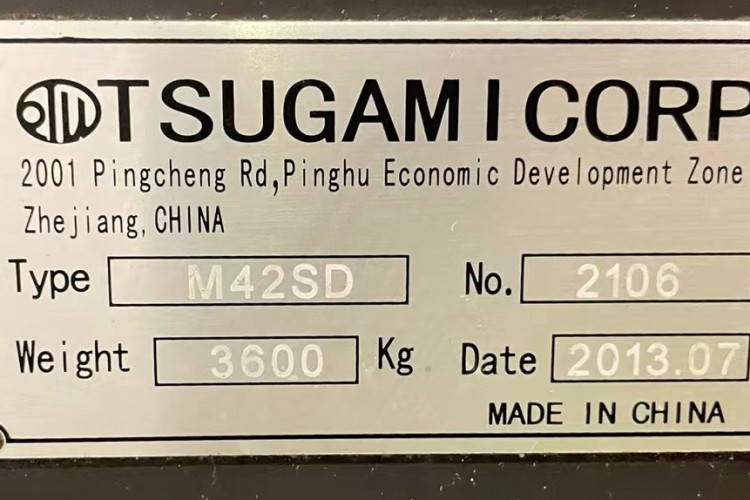 TSUGAMI CORP
2001 Pingcheng Rd,Pinghu Economic Development Zone
Zhejiang, CHINA
Type M42SD No. 2106
Weight 3600 Kg Date 2013.07
MADE IN CHINA